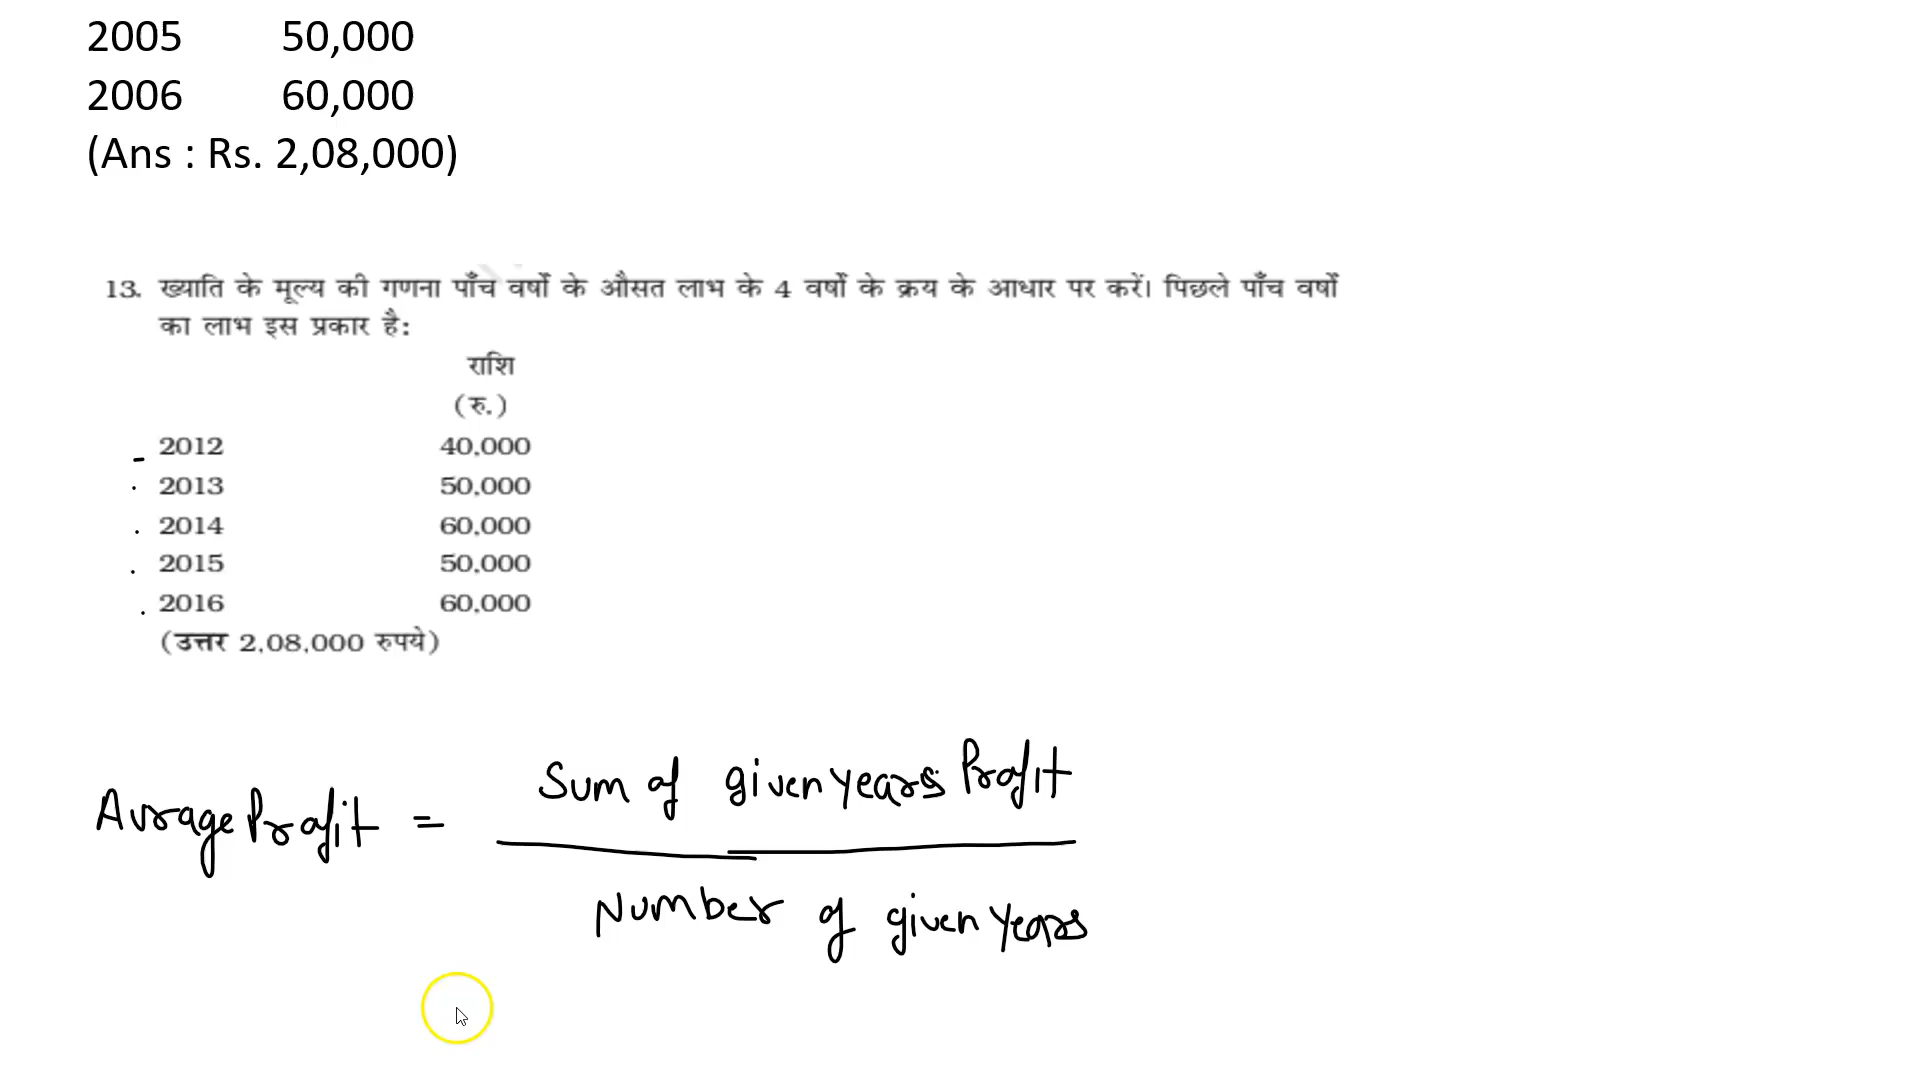 2005 50,000
2006 60,000
(Ans : Rs. 2,08,000)
13. ख्याति के मूल्य की गणना पाँच वर्षों के औसत लाभ के 4 वर्षों के क्रय के आधार पर करें। पिछले पाँच वर्षों
का लाभ इस प्रकार है:
राशि
(रु.)
2012 40,000
2013 50,000
2014 60,000
2015 50,000
2016 60,000
(उत्तर 2,08,000 रुपये)
Sum of given years Profit
Avrage Profit =
Number of given years